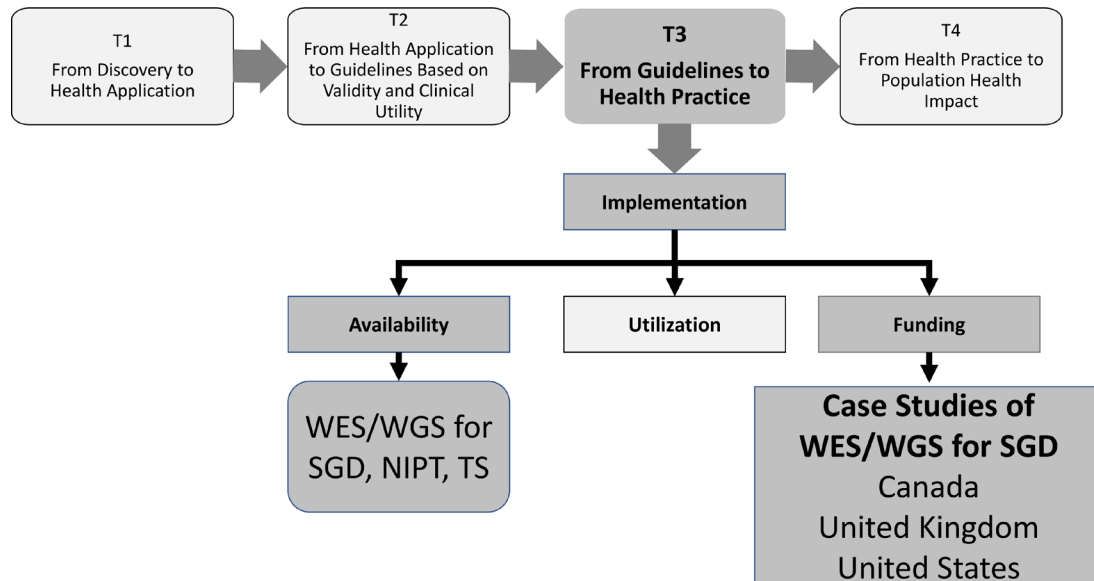 T1
From Discovery to
Health Application
T2
From Health Application
to Guidelines Based on
Validity and Clinical
Utility
T3
From Guidelines to
Health Practice
T4
From Health Practice to
Population Health
Impact
Implementation
Availability
Utilization
Funding
WES/WGS for
SGD, NIPT, TS
Case Studies of
WES/WGS for SGD
Canada
United Kingdom
United States